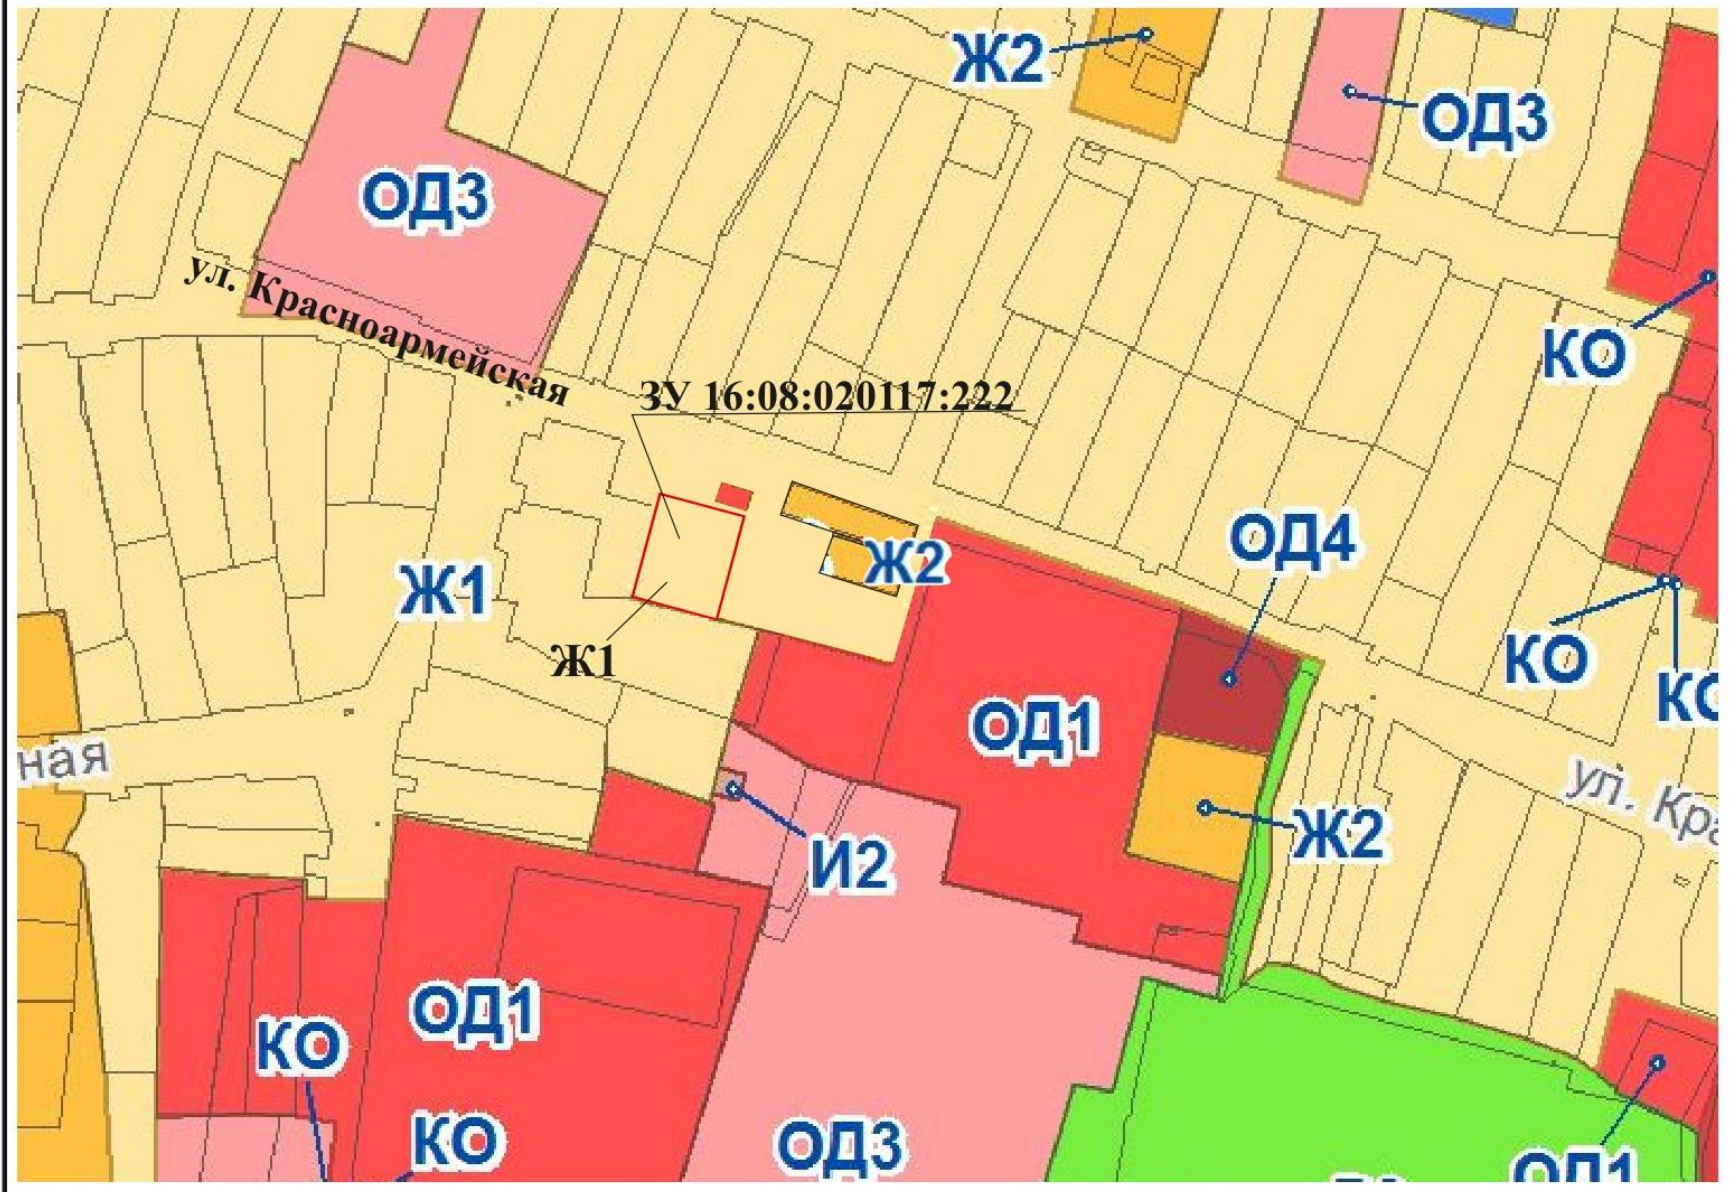 Ж2
ОД3
ОД3
ул. Красноармейская
КО
ЗУ 16:08:020117:222
ОД4
Ж2
Ж1
Ж1
КО
КО
ОД1
ная
ул. Кра
Ж2
И2
ОД1
КО
КО
ОД3
ОД1